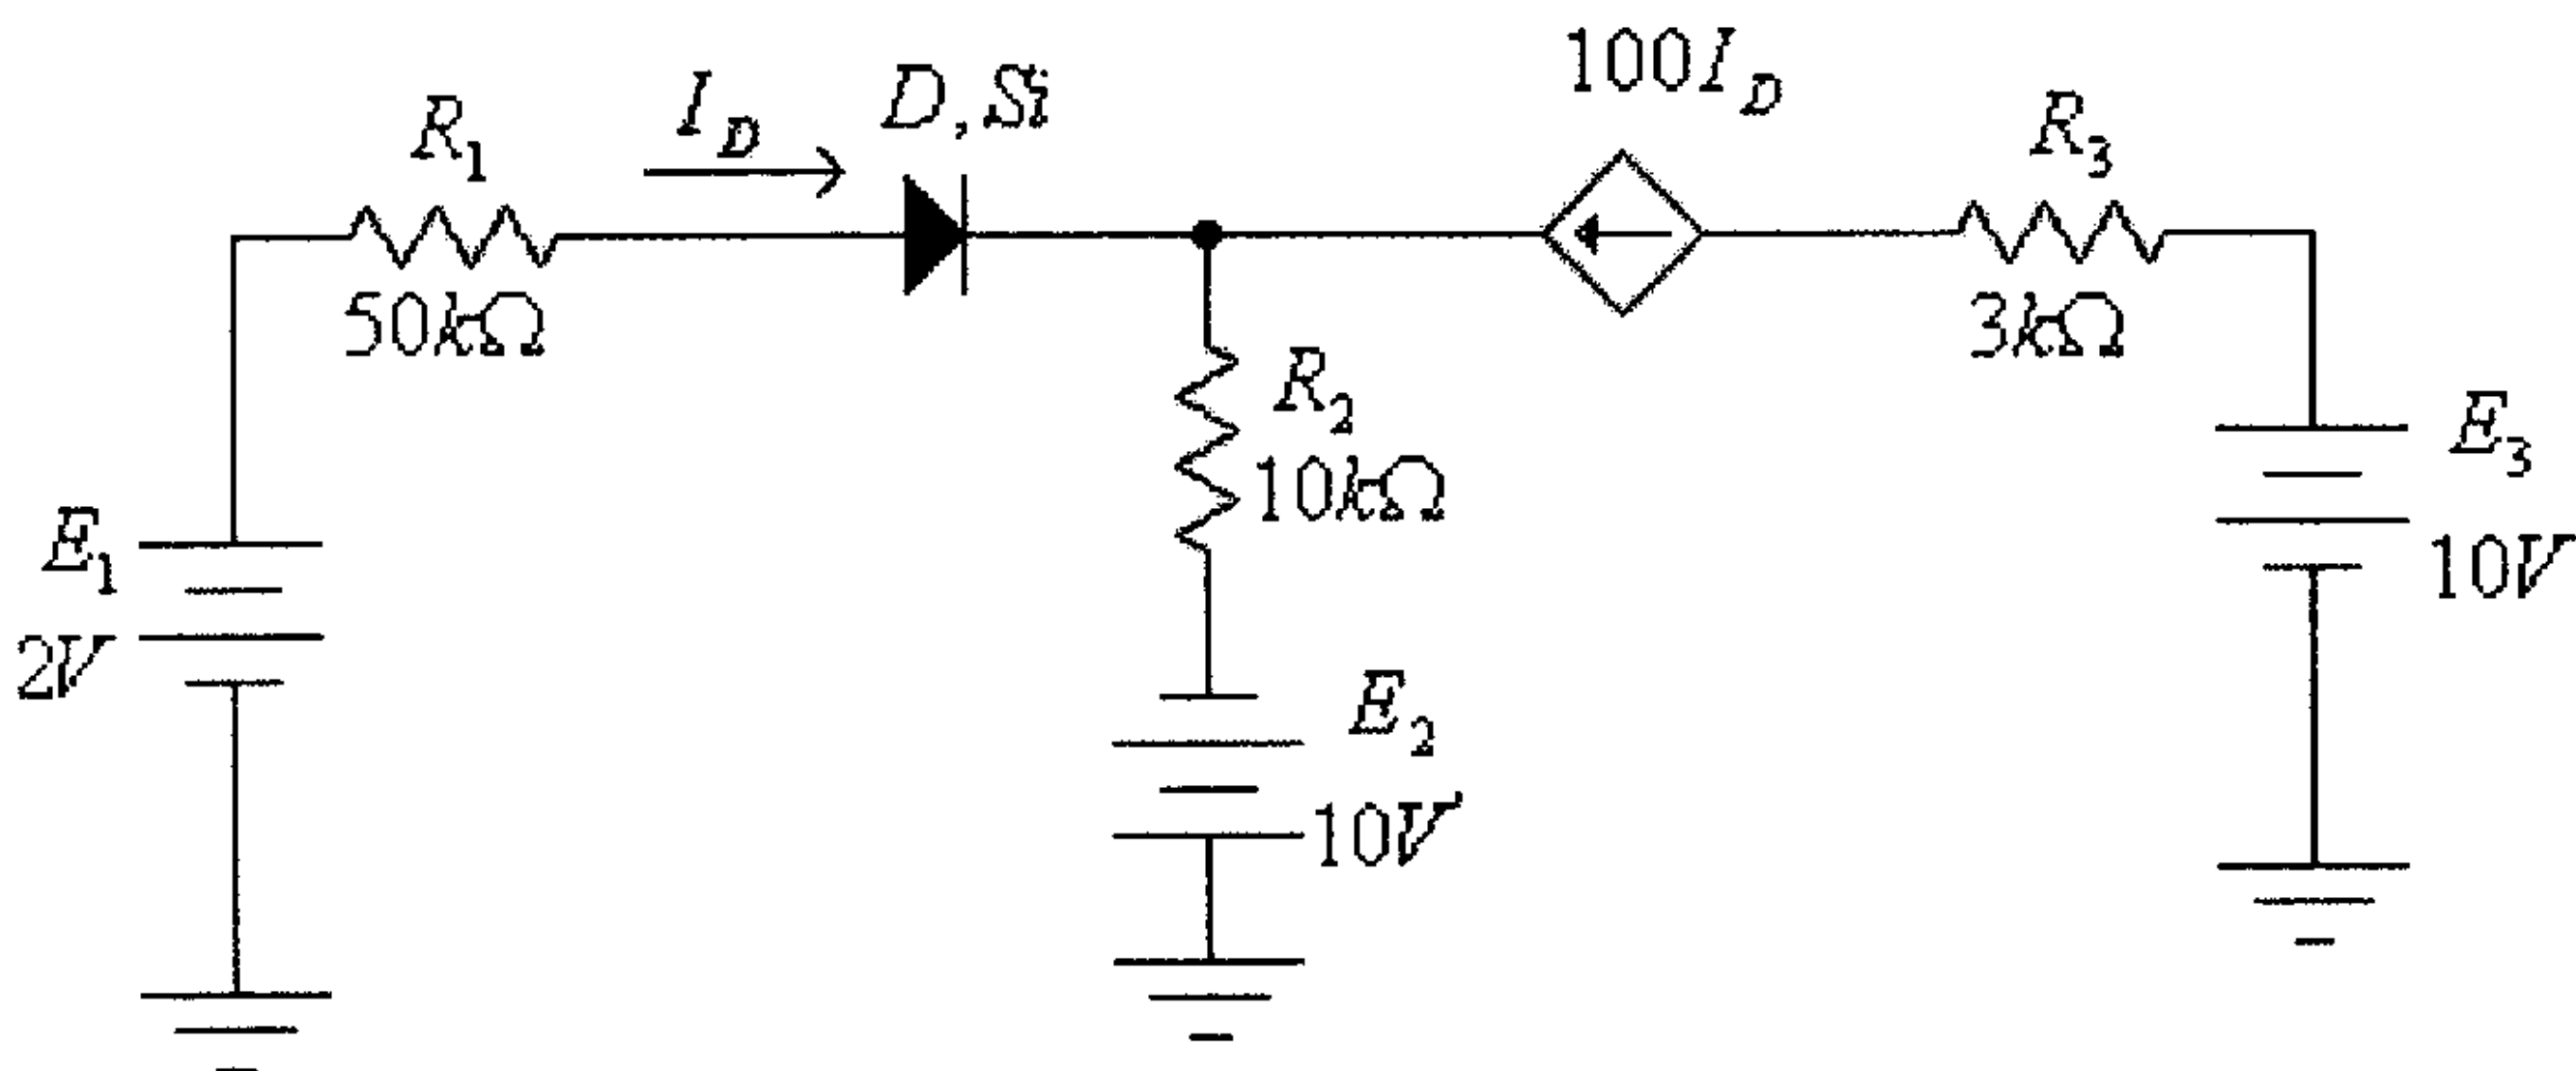 100I_D
I_D
D, Si
R_1
R_3
50kΩ
3kΩ
R_2
10kΩ
E_3
10V
E_1
2V
E_2
10V